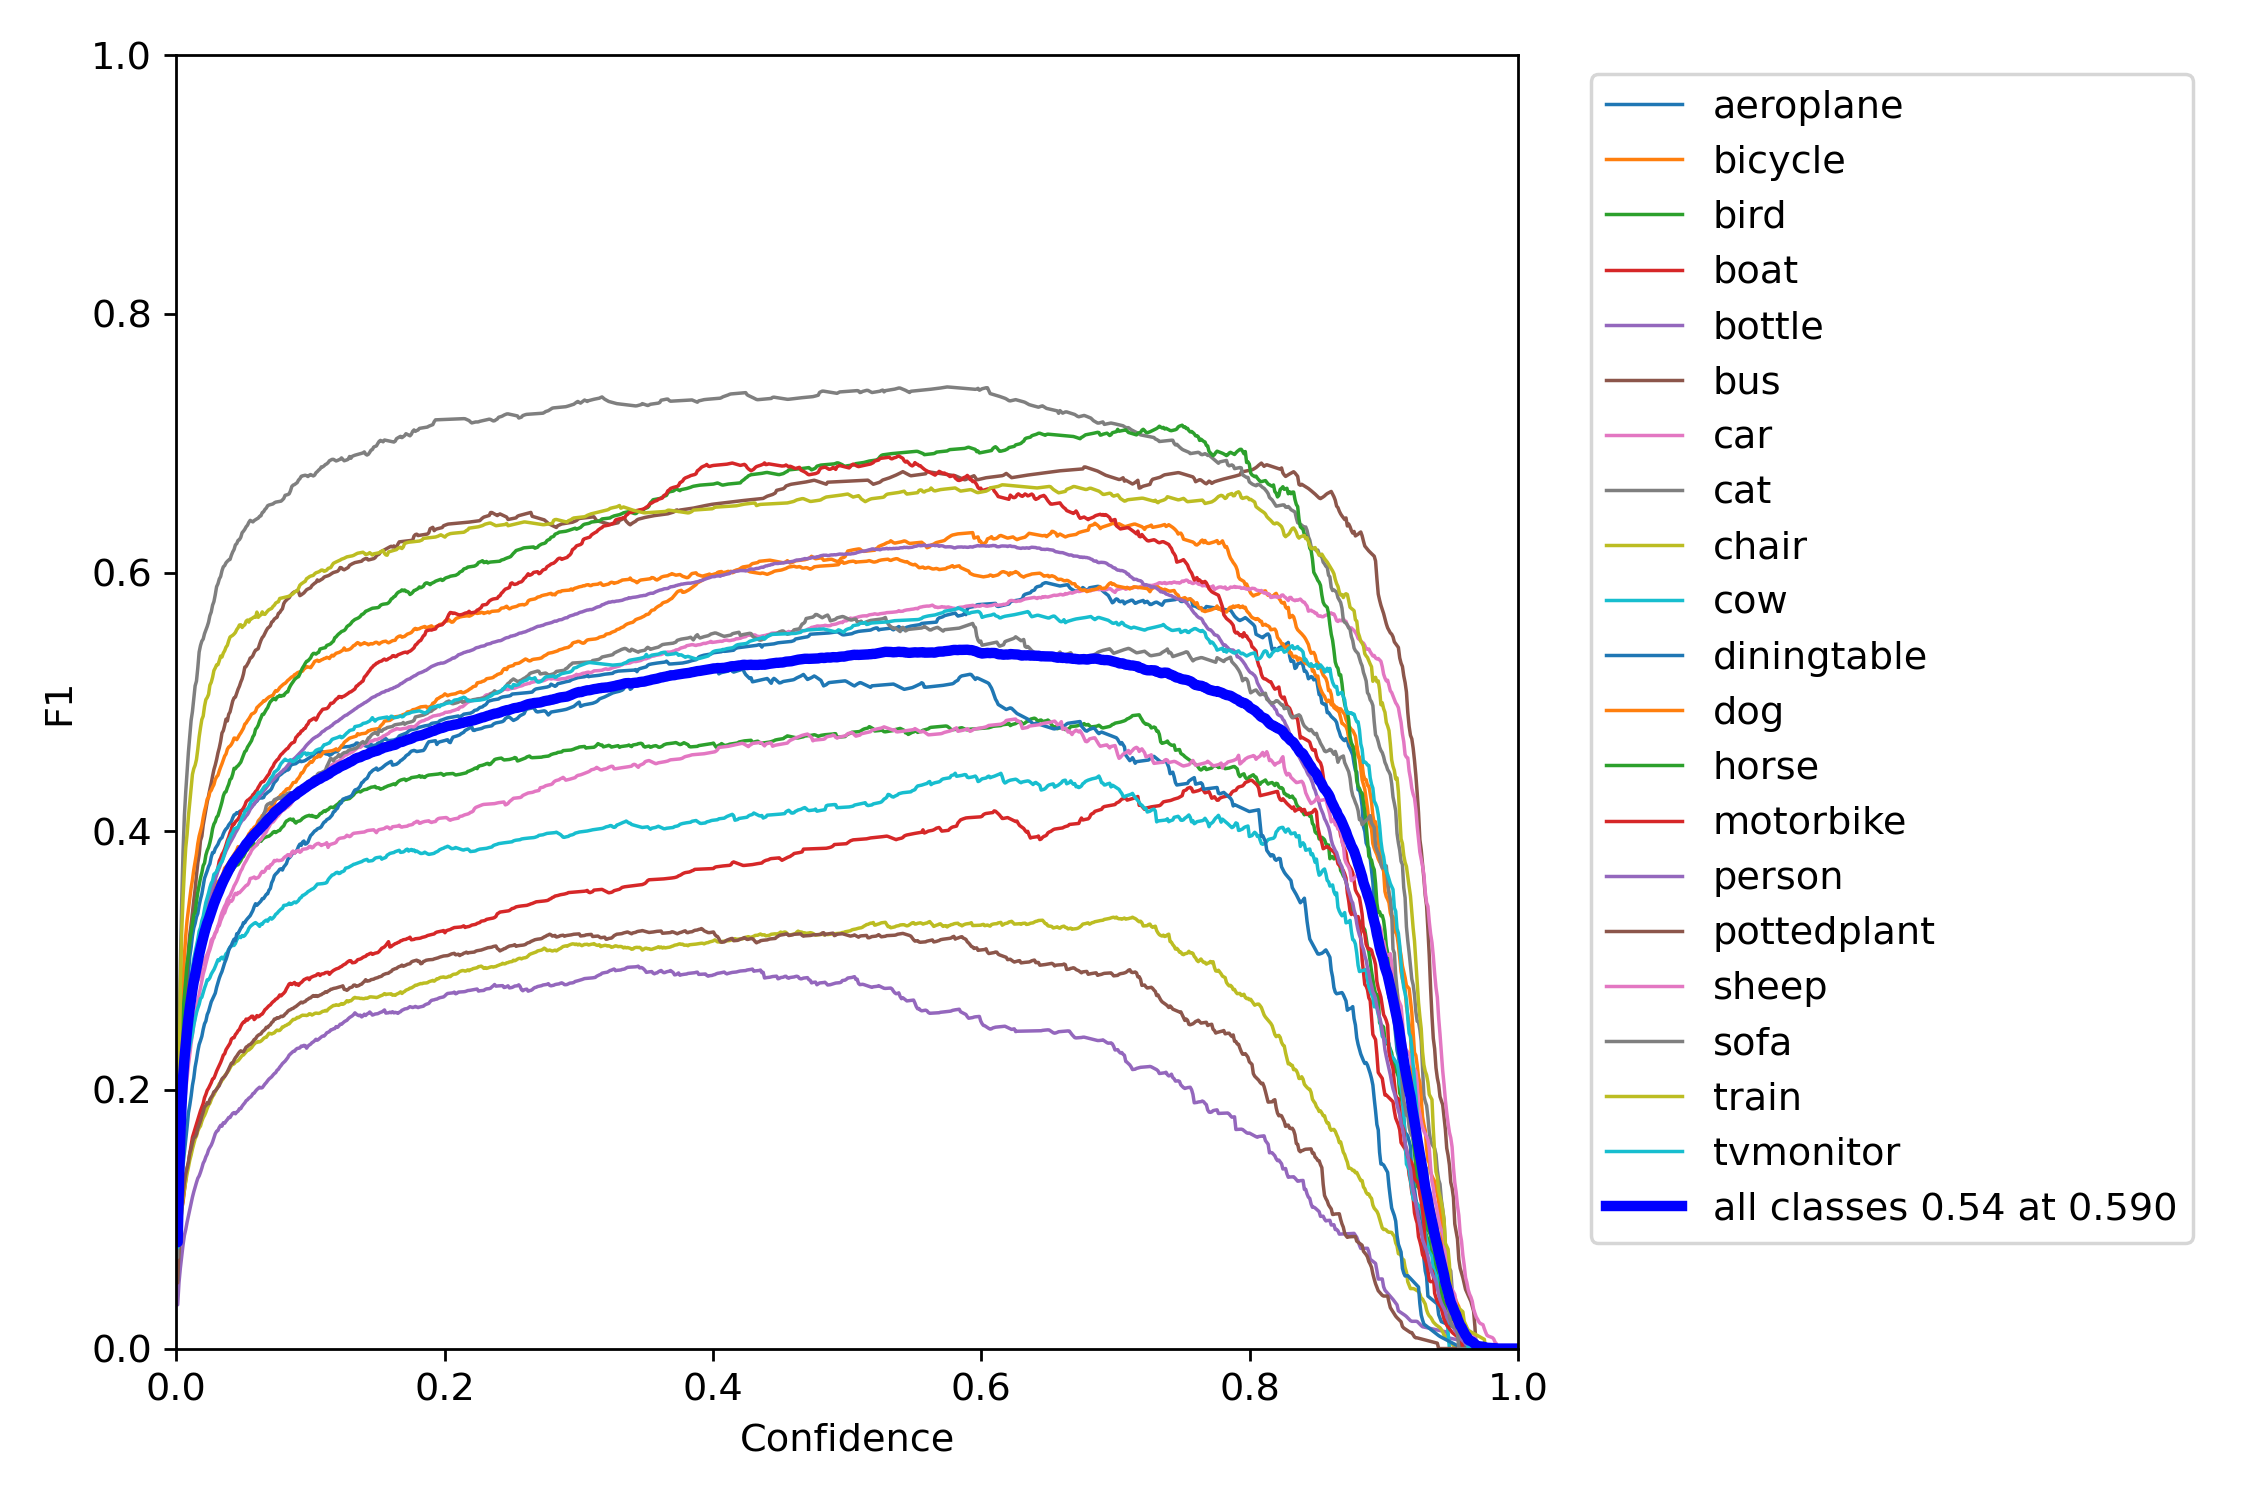 1.0
0.8
0.6
0.4
0.2
0.0
F1
0.0 0.2 0.4 0.6 0.8 1.0
Confidence
aeroplane
bicycle
bird
boat
bottle
bus
car
cat
chair
cow
diningtable
dog
horse
motorbike
person
pottedplant
sheep
sofa
train
tvmonitor
all classes 0.54 at 0.590